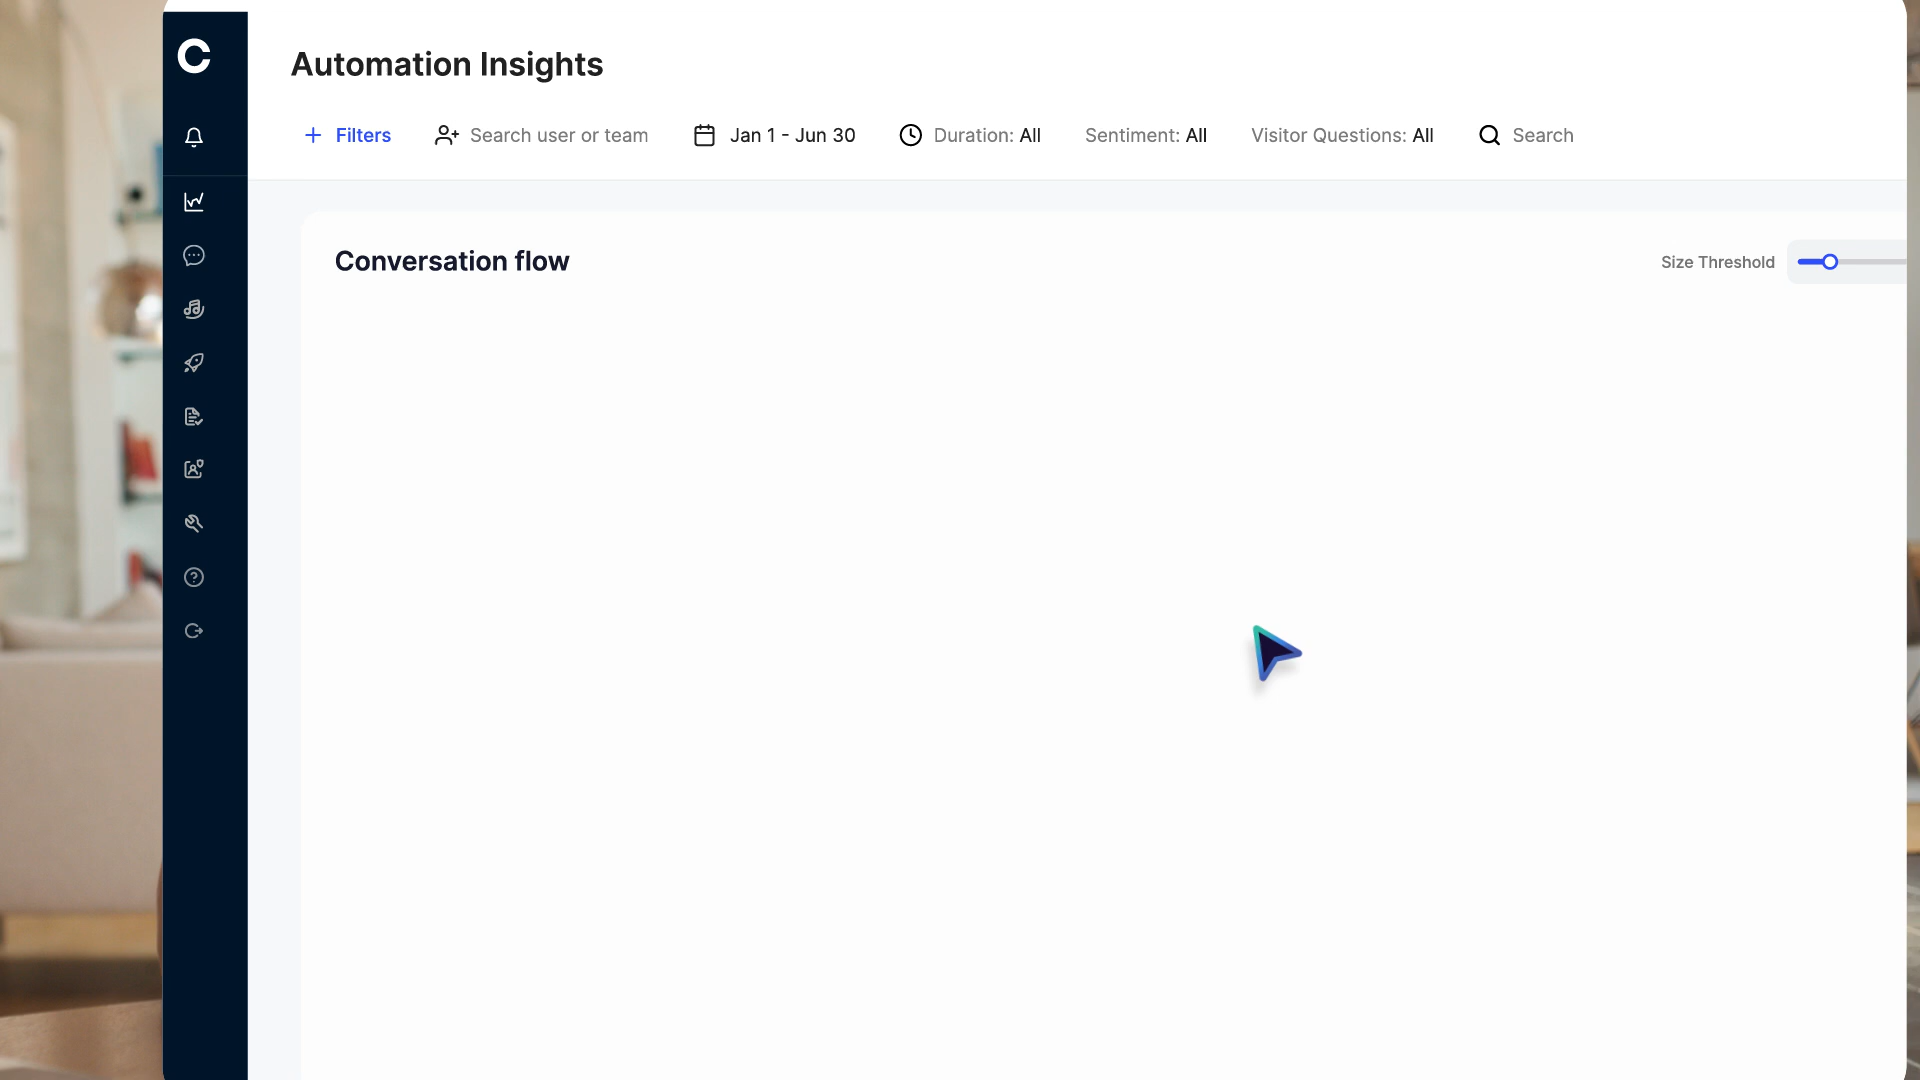 C
Automation Insights
Filters
Search user or team
Jan 1 - Jun 30
Duration: All
Sentiment: All
Visitor Questions: All
Search
Conversation flow
Size Threshold